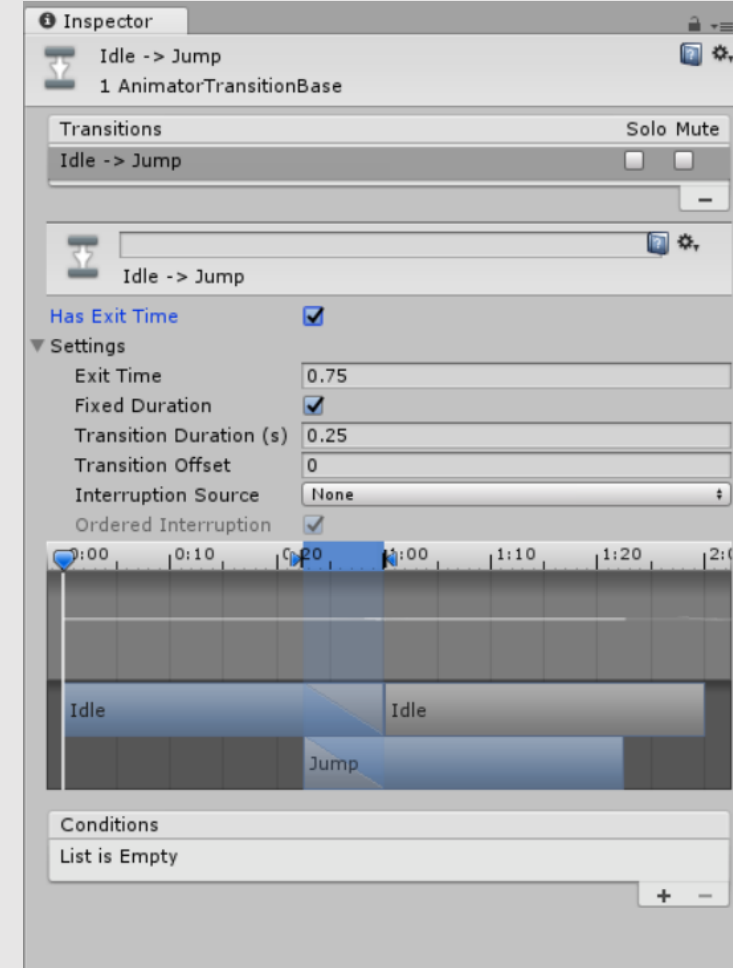 Inspector
Idle -> Jump
1 AnimatorTransitionBase
Transitions Solo Mute
Idle -> Jump
Idle -> Jump
Has Exit Time
Settings
Exit Time 0.75
Fixed Duration
Transition Duration (s) 0.25
Transition Offset 0
Interruption Source None
Ordered Interruption
0:00 0:10 0:20 1:00 1:10 1:20
Idle Idle
Jump
Conditions
List is Empty